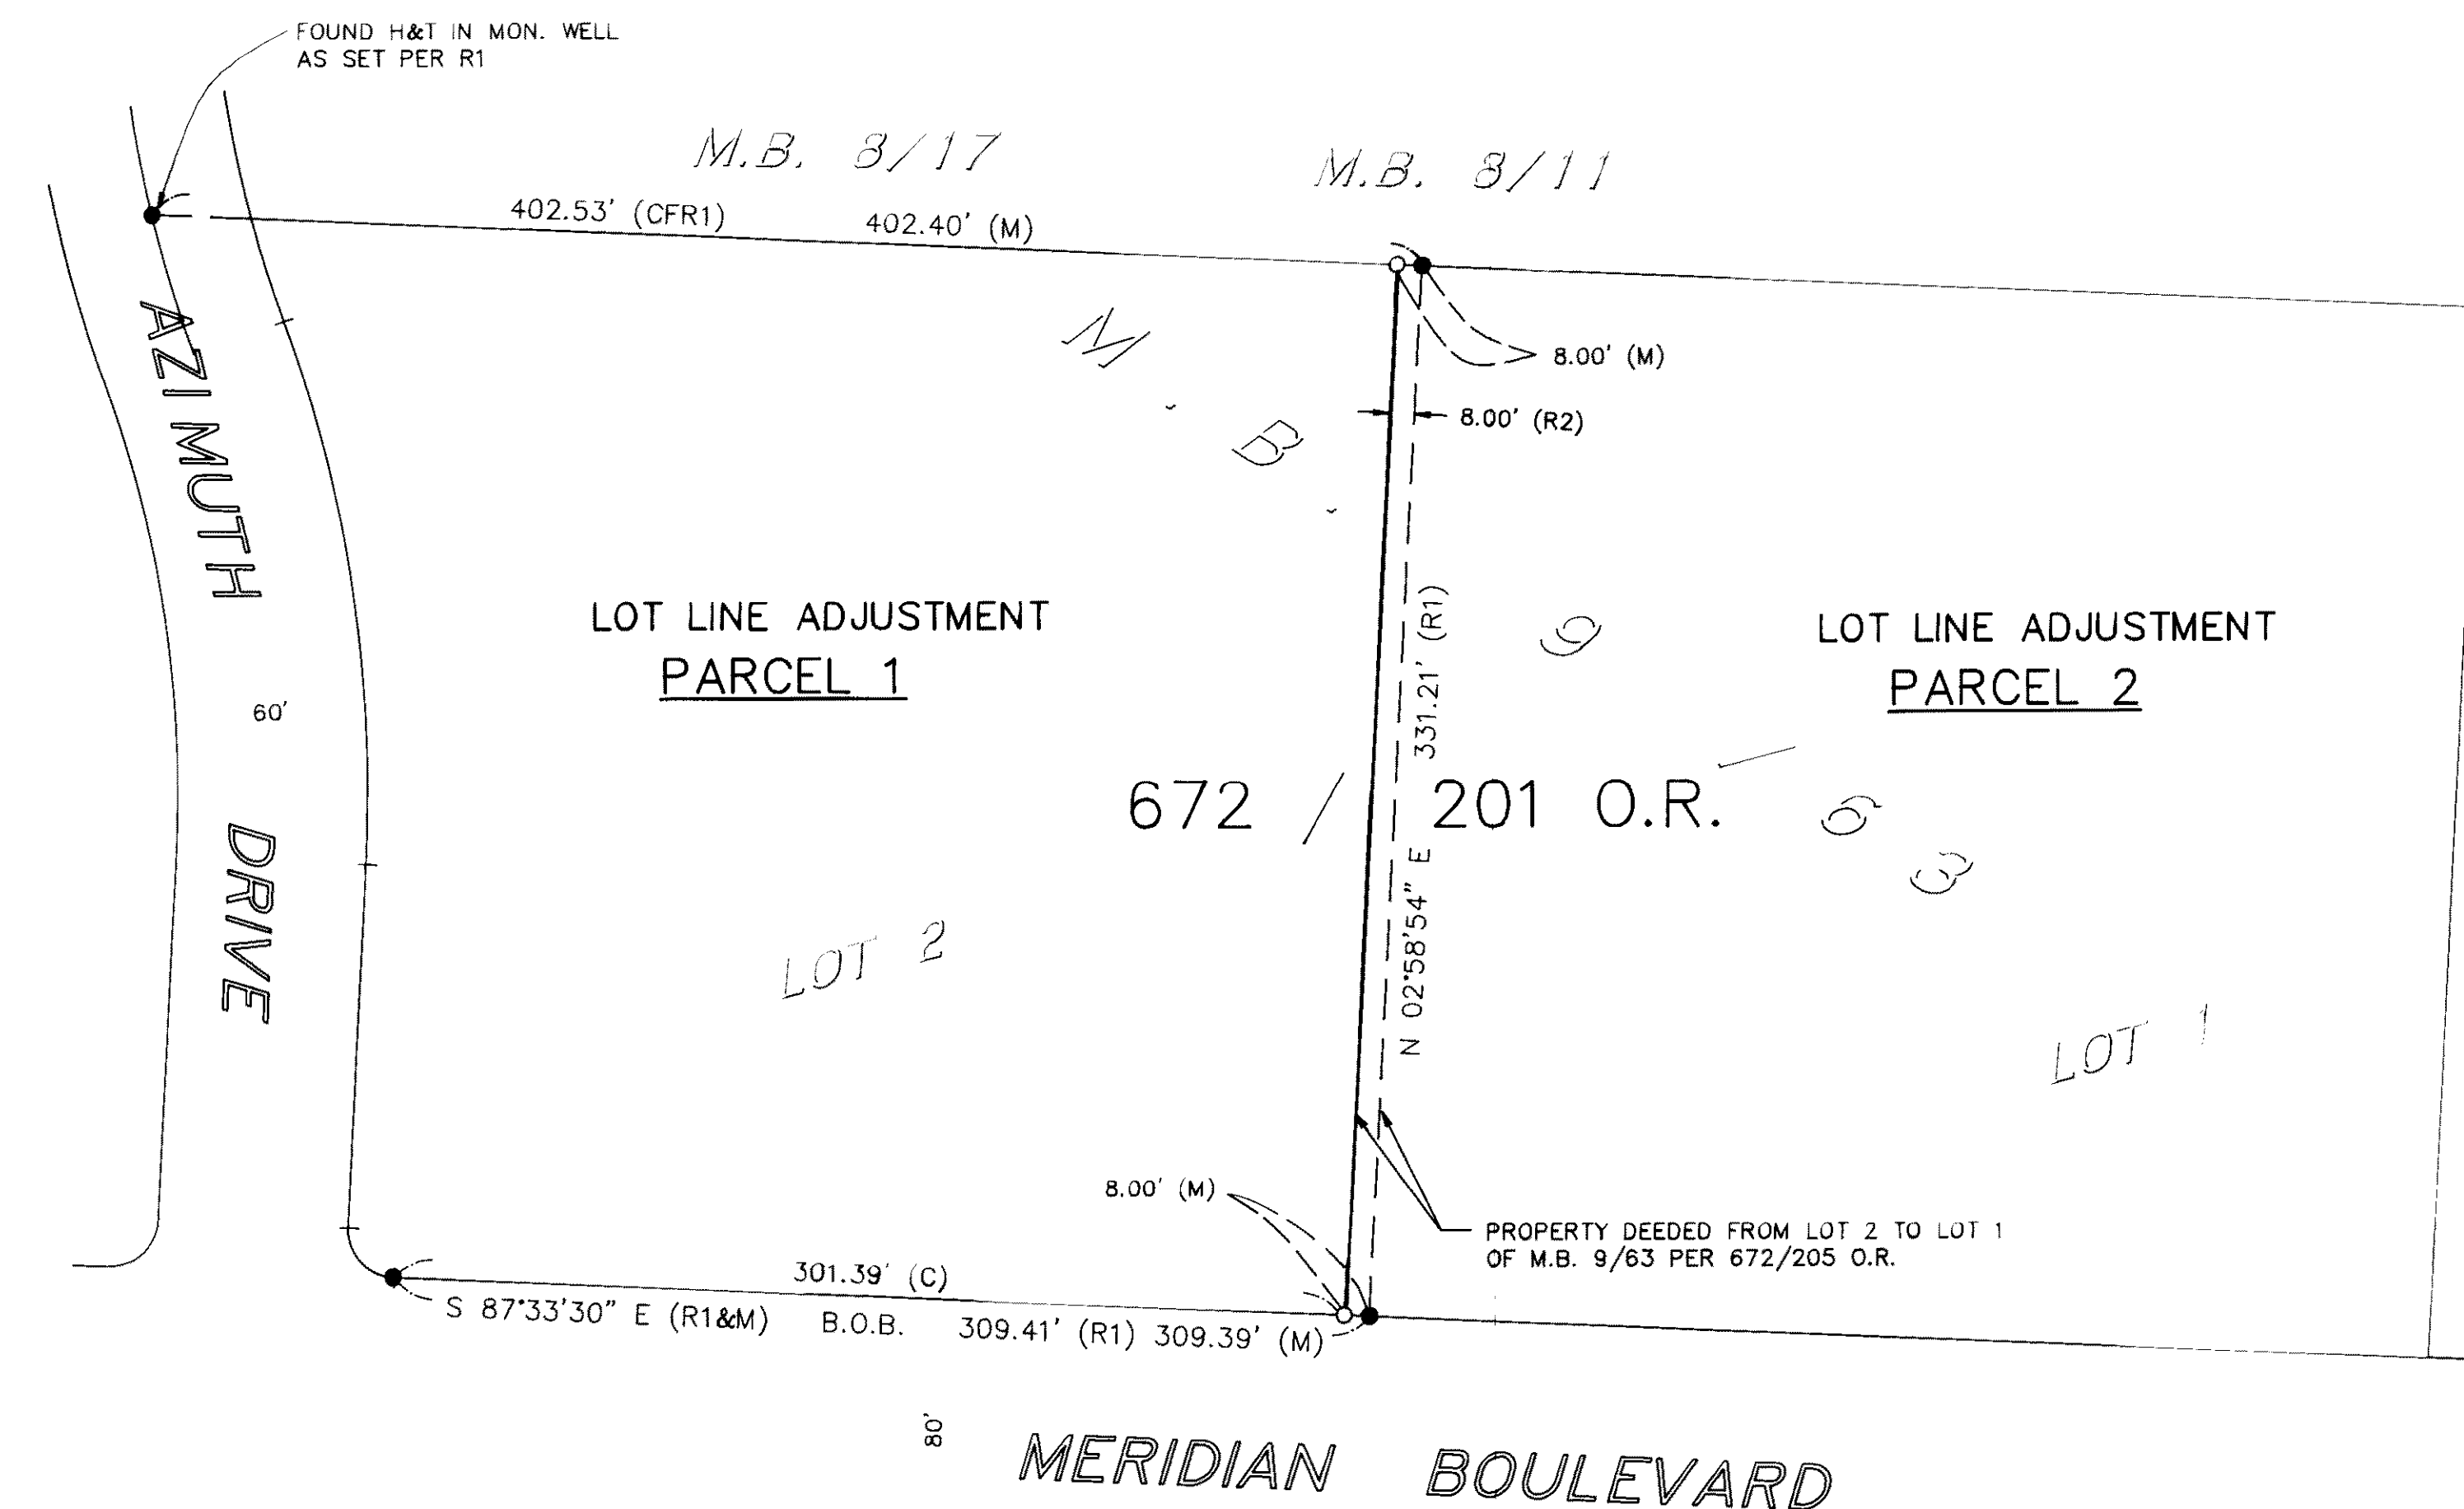 FOUND H&T IN MON. WELL
AS SET PER R1
M.B. 8/17
M.B. 8/11
402.53' (CFR1)
402.40' (M)
8.00' (M)
8.00' (R2)
AZIMUTH DRIVE
M.B. 9/63
LOT LINE ADJUSTMENT
PARCEL 1
LOT LINE ADJUSTMENT
PARCEL 2
60'
N 02°58'54" E 331.21' (R1)
672 / 201 O.R.
LOT 2
LOT 1
8.00' (M)
PROPERTY DEEDED FROM LOT 2 TO LOT 1
OF M.B. 9/63 PER 672/205 O.R.
301.39' (C)
S 87°33'30" E (R1&M) B.O.B. 309.41' (R1) 309.39' (M)
80'
MERIDIAN BOULEVARD